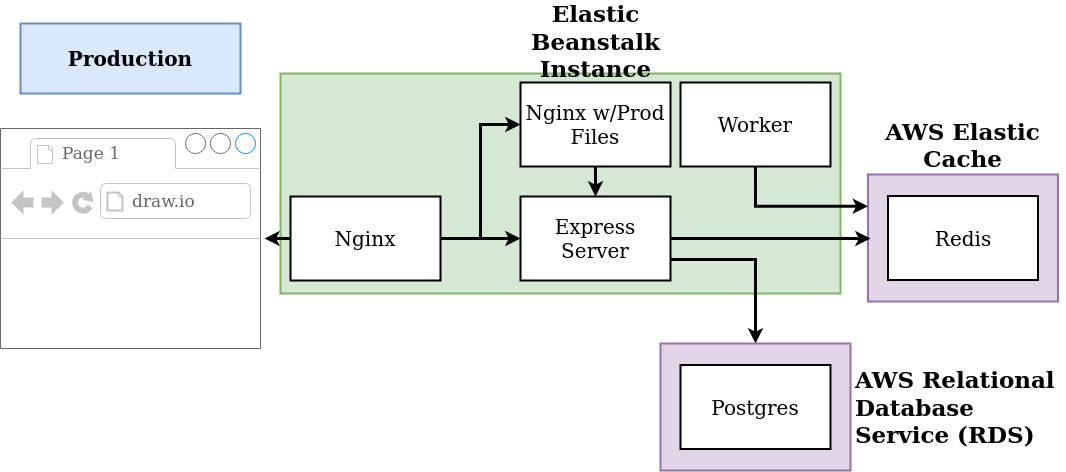 Production
Page 1
draw.io
Elastic
Beanstalk
Instance
Nginx w/Prod
Files
Worker
Nginx
Express
Server
AWS Elastic
Cache
Redis
Postgres
AWS Relational
Database
Service (RDS)